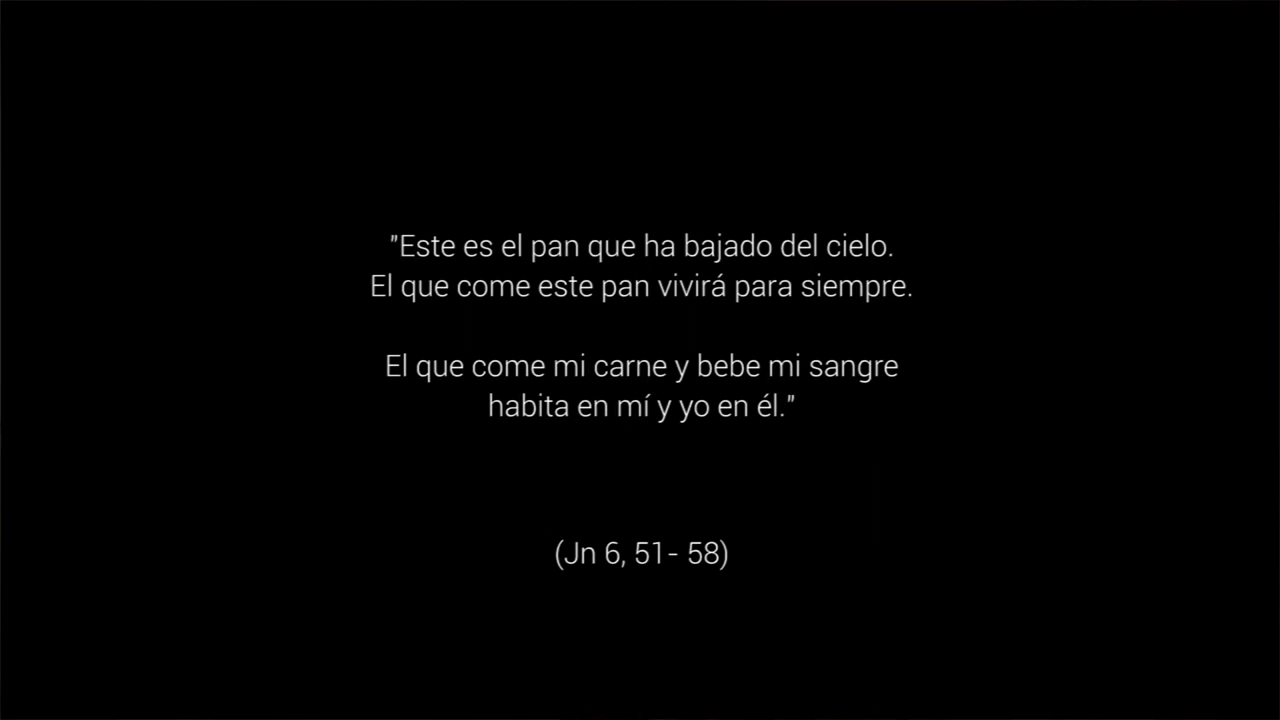 "Este es el pan que ha bajado del cielo.
El que come este pan vivirá para siempre.
El que come mi carne y bebe mi sangre
habita en mí y yo en él."
(Jn 6, 51- 58)